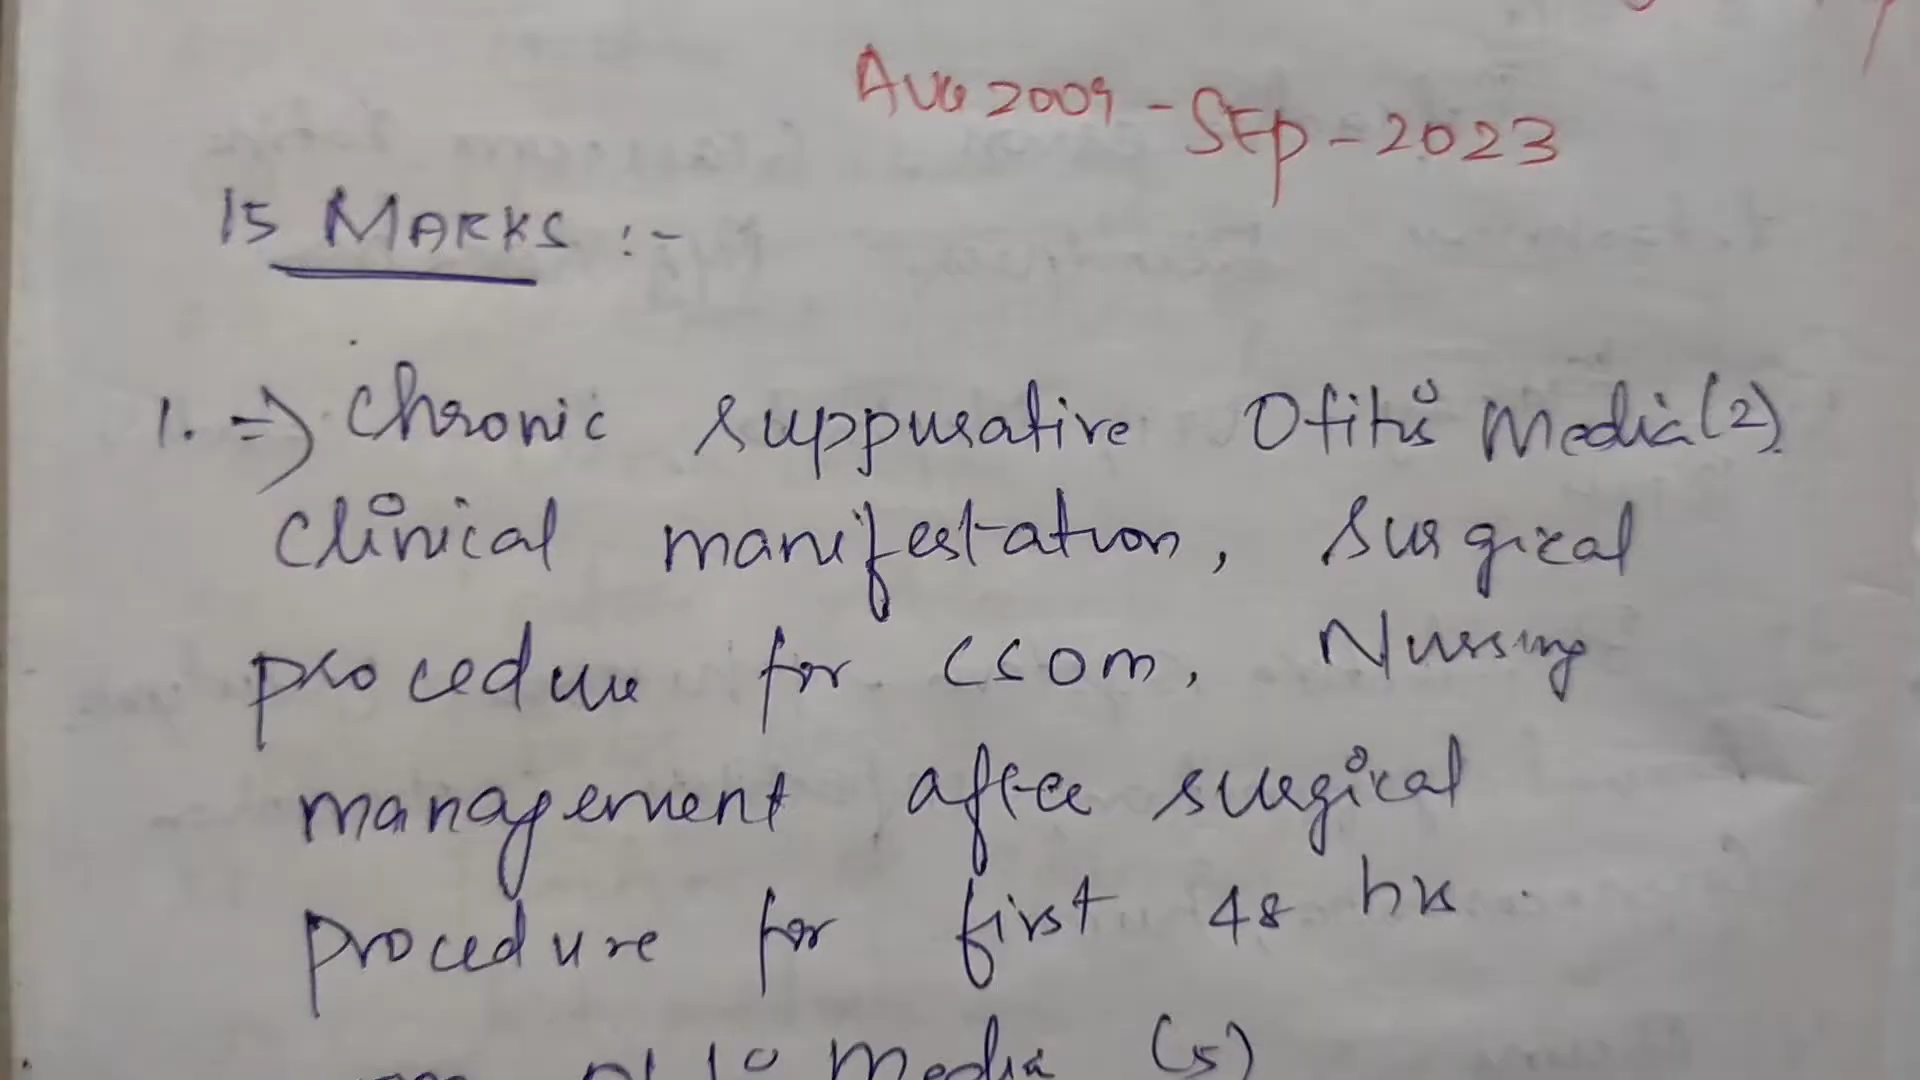 Aug 2009 - SEp - 2023
15 MARKS :-
1. => Chronic suppurative Otitis Media (2)
Clinical manifestation, Surgical
procedure for CSOM, Nursing
management after surgical
procedure for first 48 hrs.
Media (5)